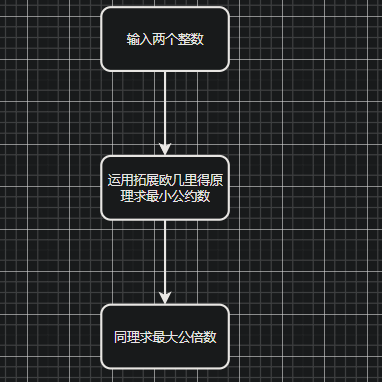 输入两个整数
运用拓展欧几里得原
理求最小公约数
同理求最大公倍数